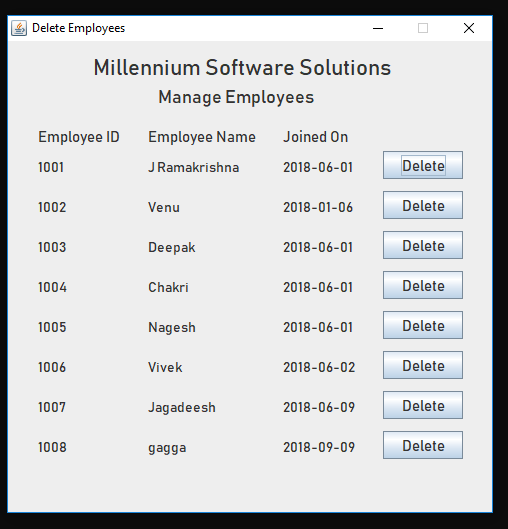 Delete Employees
Millennium Software Solutions
Manage Employees
Employee ID Employee Name Joined On
1001 J Ramakrishna 2018-06-01 Delete
1002 Venu 2018-01-06 Delete
1003 Deepak 2018-06-01 Delete
1004 Chakri 2018-06-01 Delete
1005 Nagesh 2018-06-01 Delete
1006 Vivek 2018-06-02 Delete
1007 Jagadeesh 2018-06-09 Delete
1008 gagga 2018-09-09 Delete